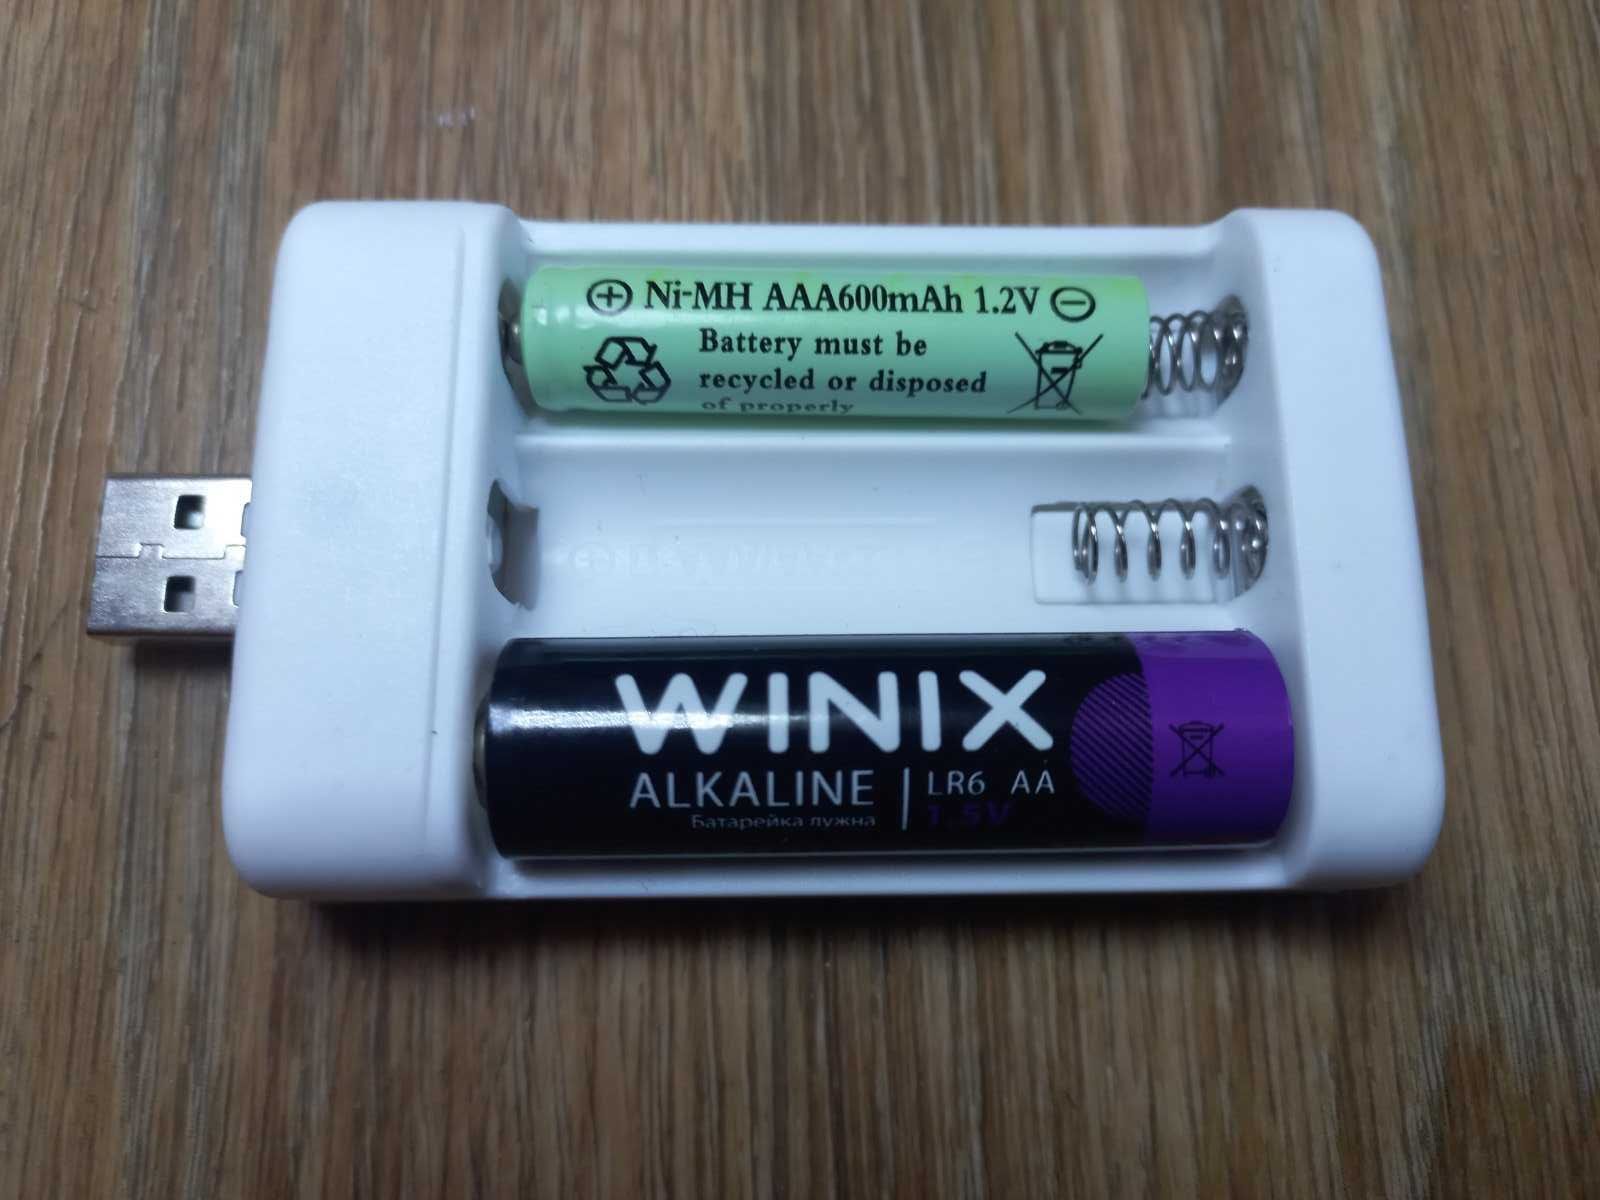 ⊕ Ni-MH AAA600mAh 1.2V ⊖
Battery must be
recycled or disposed
of properly
WINIX
ALKALINE | LR6 AA
Батарейка лужна 1.5V